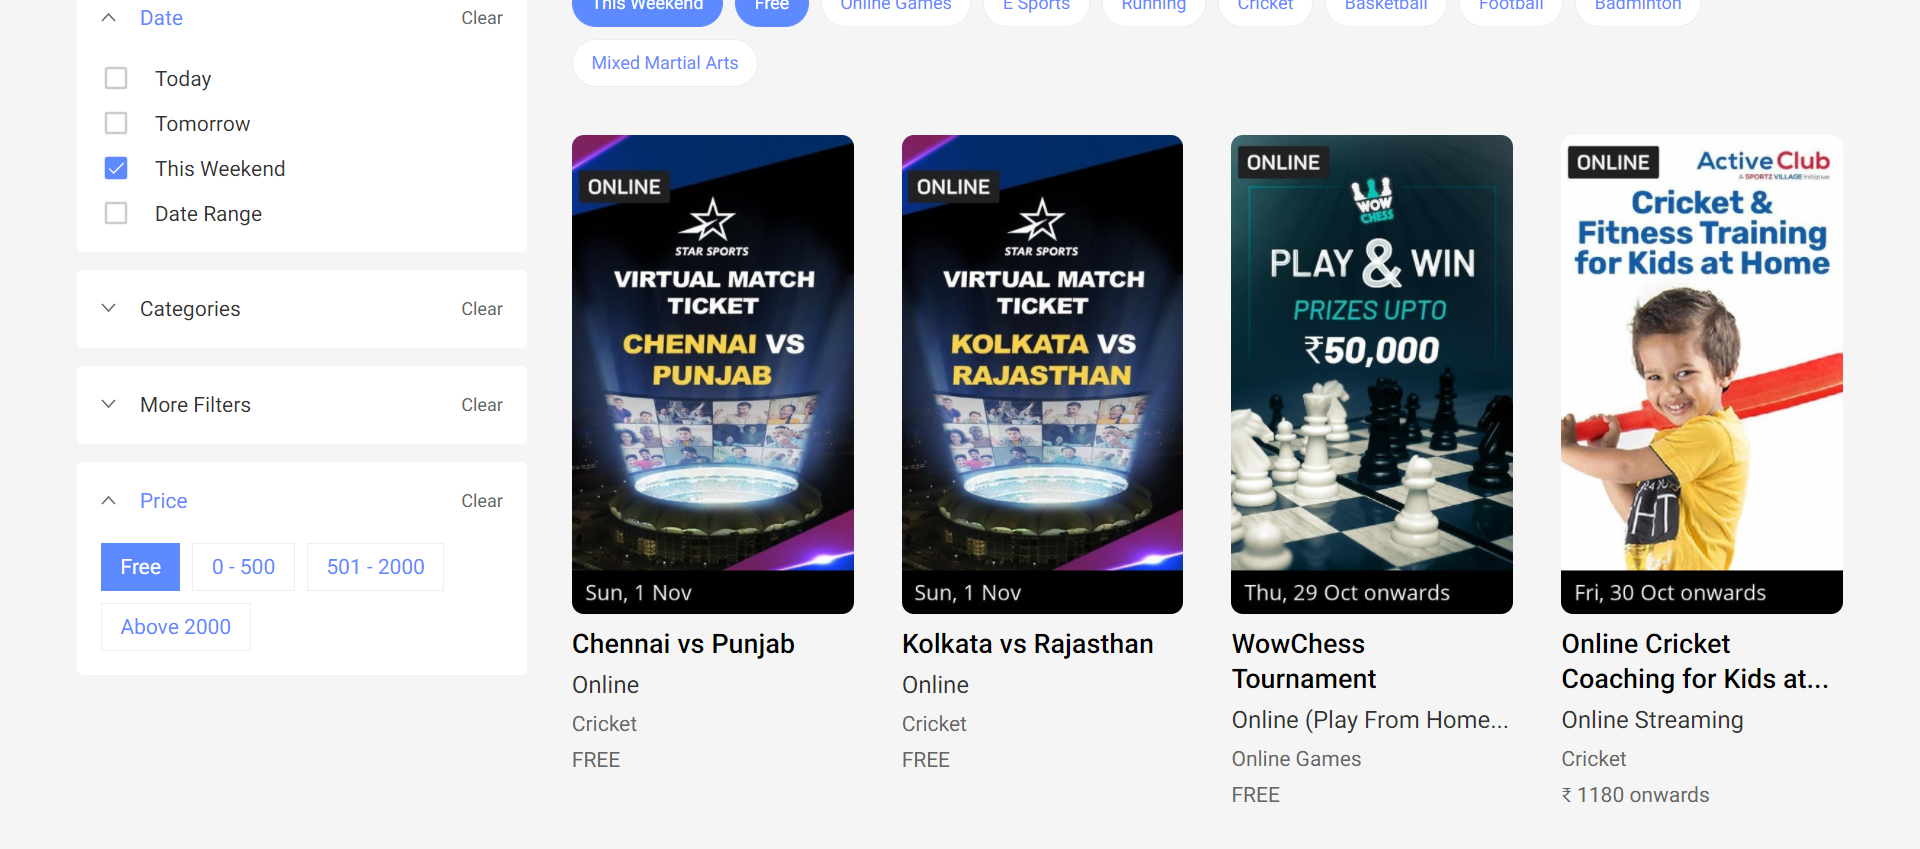 Date
Clear
Today
Tomorrow
This Weekend
Date Range
Categories
Clear
More Filters
Clear
Price
Clear
Free
0 - 500
501 - 2000
Above 2000
This Weekend
Free
Online Games
E Sports
Running
Cricket
Basketball
Football
Badminton
Mixed Martial Arts
ONLINE
STAR SPORTS
VIRTUAL MATCH
TICKET
CHENNAI VS
PUNJAB
Sun, 1 Nov
Chennai vs Punjab
Online
Cricket
FREE
ONLINE
STAR SPORTS
VIRTUAL MATCH
TICKET
KOLKATA VS
RAJASTHAN
Sun, 1 Nov
Kolkata vs Rajasthan
Online
Cricket
FREE
ONLINE
WOW
CHESS
PLAY & WIN
PRIZES UPTO
₹50,000
Thu, 29 Oct onwards
WowChess
Tournament
Online (Play From Home...
Online Games
FREE
ONLINE
Active Club
A SPORTZ VILLAGE Initiative
Cricket &
Fitness Training
for Kids at Home
Fri, 30 Oct onwards
Online Cricket
Coaching for Kids at...
Online Streaming
Cricket
₹ 1180 onwards